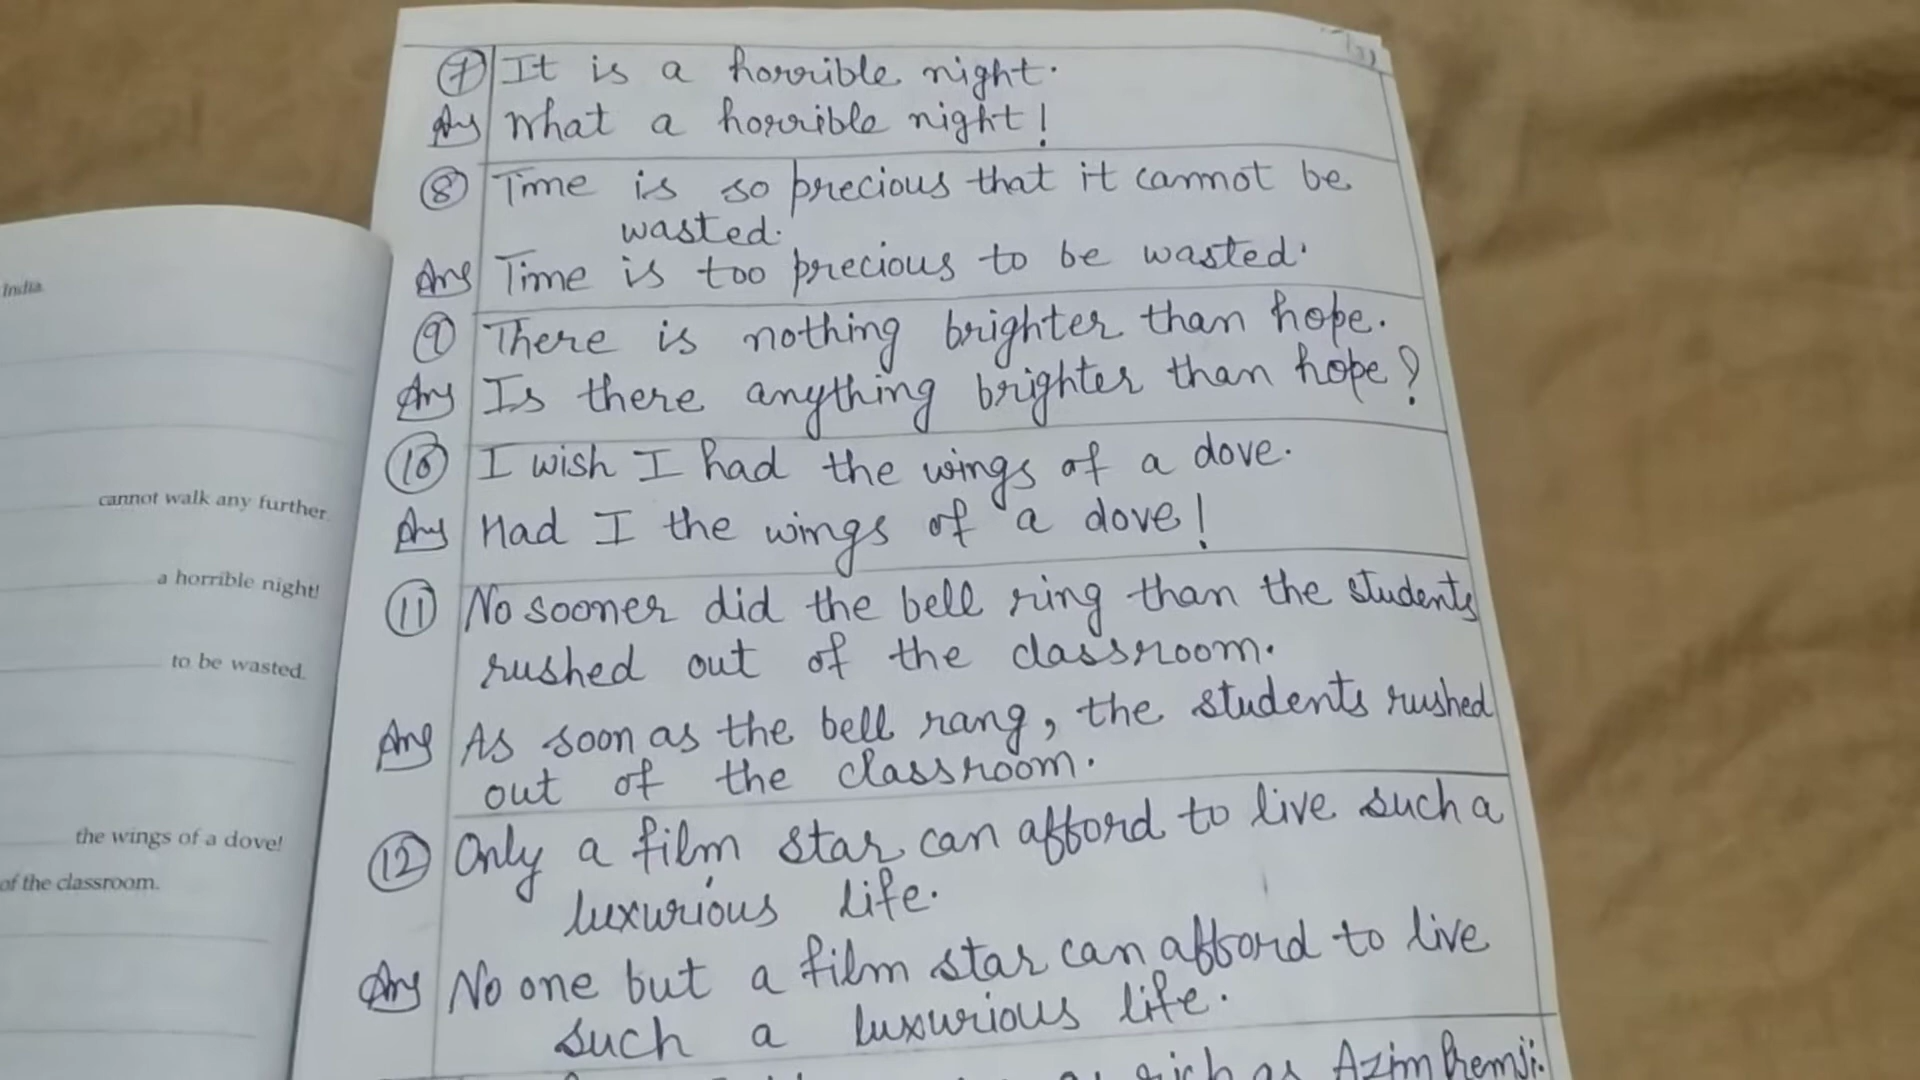 India
cannot walk any further.
a horrible night!
to be wasted.
the wings of a dove!
of the classroom.
(7) It is a horrible night.
Ans What a horrible night!
(8) Time is so precious that it cannot be
wasted.
Ans Time is too precious to be wasted.
(9) There is nothing brighter than hope.
Ans Is there anything brighter than hope?
(10) I wish I had the wings of a dove.
Ans Had I the wings of a dove!
(11) No sooner did the bell ring than the students
rushed out of the classroom.
Ans As soon as the bell rang, the students rushed
out of the classroom.
(12) Only a film star can afford to live such a
luxurious life.
Ans No one but a film star can afford to live
such a luxurious life.
rich as Azim Premji.